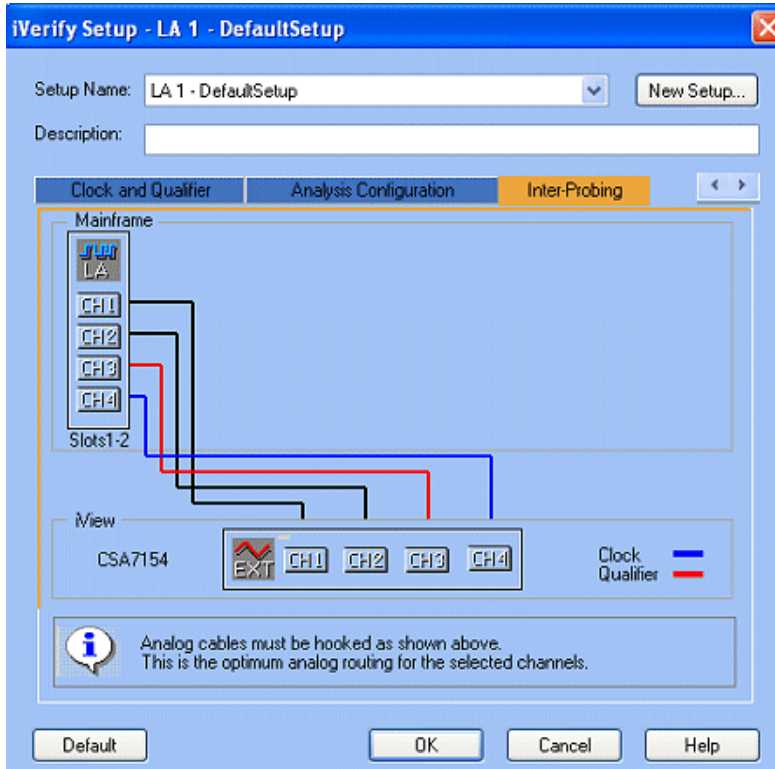 iVerify Setup - LA 1 - DefaultSetup
Setup Name: LA 1 - DefaultSetup New Setup...
Description:
Clock and Qualifier Analysis Configuration Inter-Probing
Mainframe
LA
CH1
CH2
CH3
CH4
Slots1-2
iView
CSA7154 EXT CH1 CH2 CH3 CH4
Clock
Qualifier
Analog cables must be hooked as shown above.
This is the optimum analog routing for the selected channels.
Default OK Cancel Help